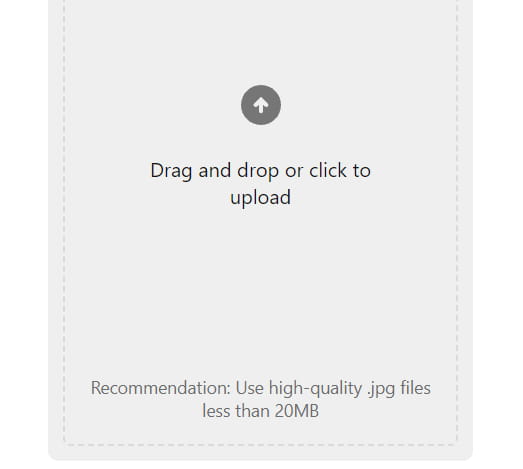 Drag and drop or click to
upload
Recommendation: Use high-quality .jpg files
less than 20MB